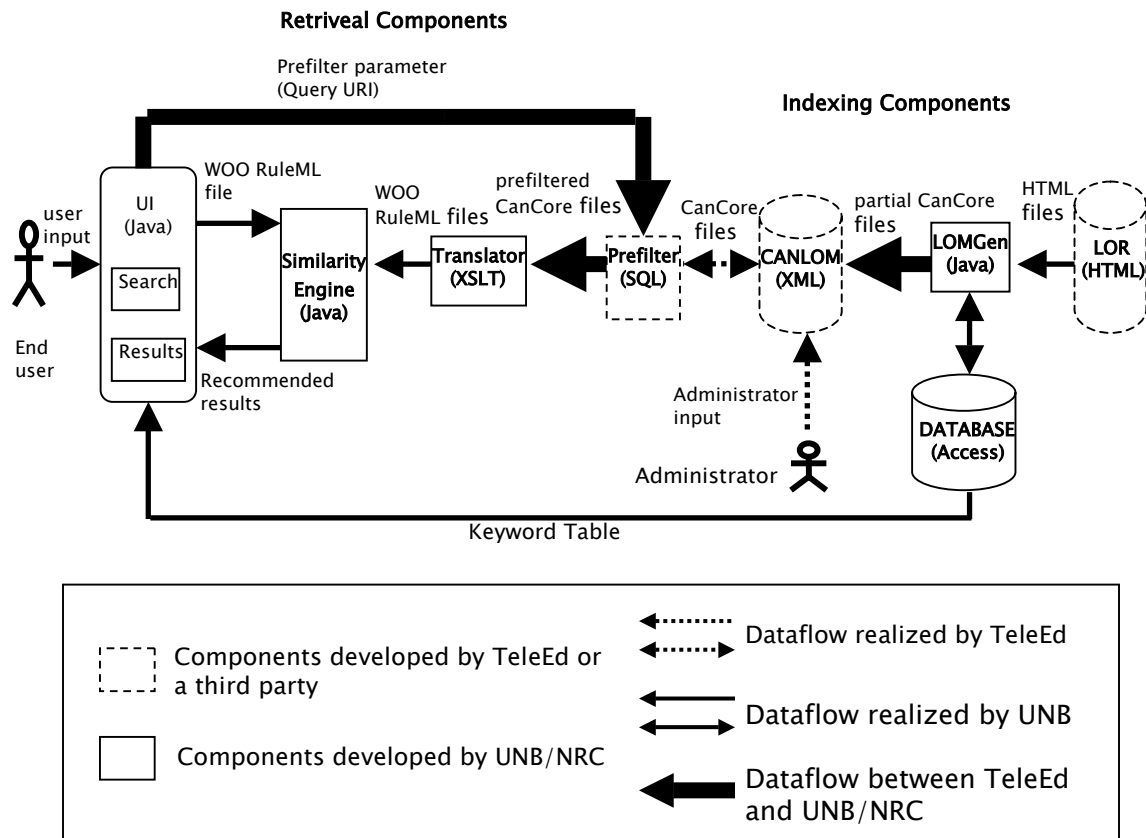 Retriveal Components
Prefilter parameter
(Query URI)
Indexing Components
WOO RuleML
file
UI
(Java)
user
input
Search
Results
End
user
Similarity
Engine
(Java)
Recommended
results
WOO
RuleML files
Translator
(XSLT)
prefiltered
CanCore files
Prefilter
(SQL)
CanCore
files
CANLOM
(XML)
partial CanCore
files
LOMGen
(Java)
HTML
files
LOR
(HTML)
Administrator
input
Administrator
DATABASE
(Access)
Keyword Table
Components developed by TeleEd or
a third party
Components developed by UNB/NRC
Dataflow realized by TeleEd
Dataflow realized by UNB
Dataflow between TeleEd
and UNB/NRC